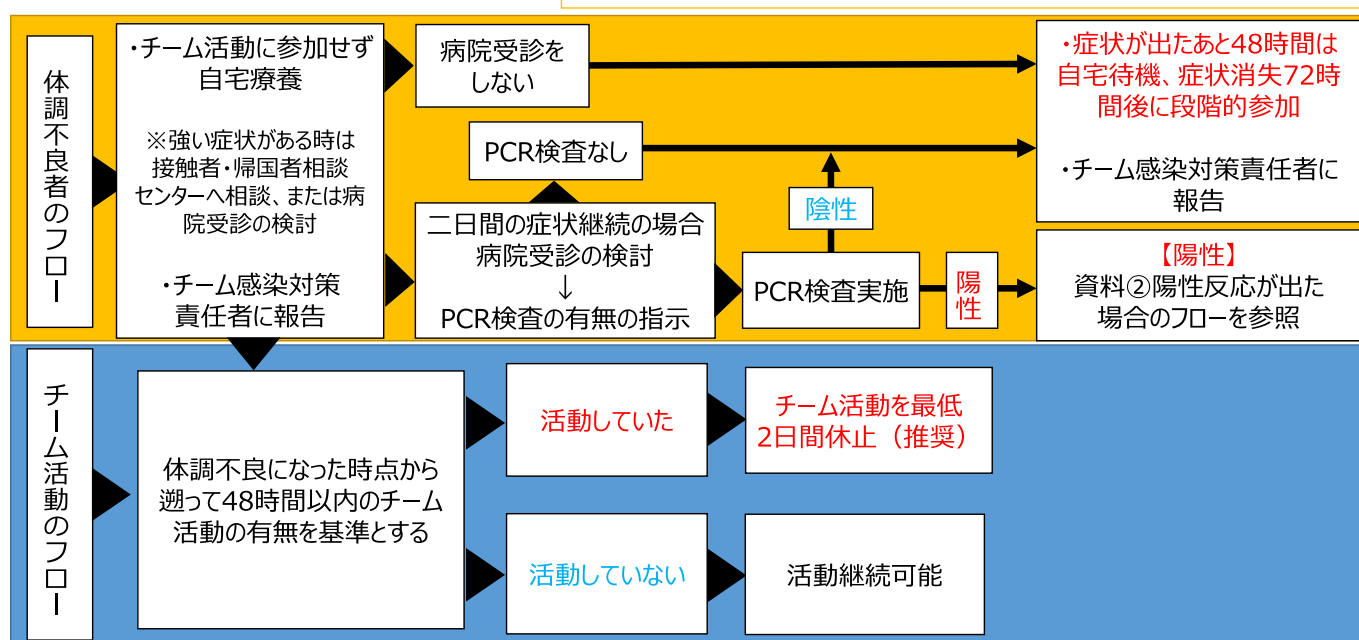 体調不良者のフロー
・チーム活動に参加せず
自宅療養
※強い症状がある時は
接触者・帰国者相談
センターへ相談、または病
院受診の検討
・チーム感染対策
責任者に報告
病院受診を
しない
PCR検査なし
二日間の症状継続の場合
病院受診の検討
↓
PCR検査の有無の指示
陰性
PCR検査実施
陽性
・症状が出たあと48時間は
自宅待機、症状消失72時
間後に段階的参加
・チーム感染対策責任者に
報告
【陽性】
資料②陽性反応が出た
場合のフローを参照
チーム活動のフロー
体調不良になった時点から
遡って48時間以内のチーム
活動の有無を基準とする
活動していた
チーム活動を最低
2日間休止（推奨）
活動していない
活動継続可能